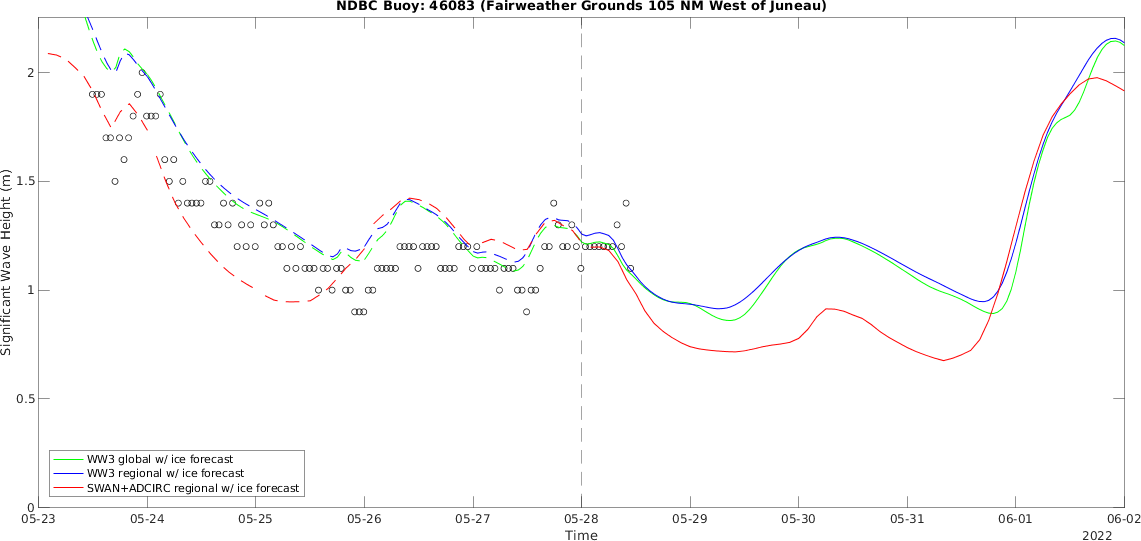 NDBC Buoy: 46083 (Fairweather Grounds 105 NM West of Juneau)
Significant Wave Height (m)
2
1.5
1
0.5
0
WW3 global w/ ice forecast
WW3 regional w/ ice forecast
SWAN+ADCIRC regional w/ ice forecast
05-23 05-24 05-25 05-26 05-27 05-28 05-29 05-30 05-31 06-01 06-02
Time
2022